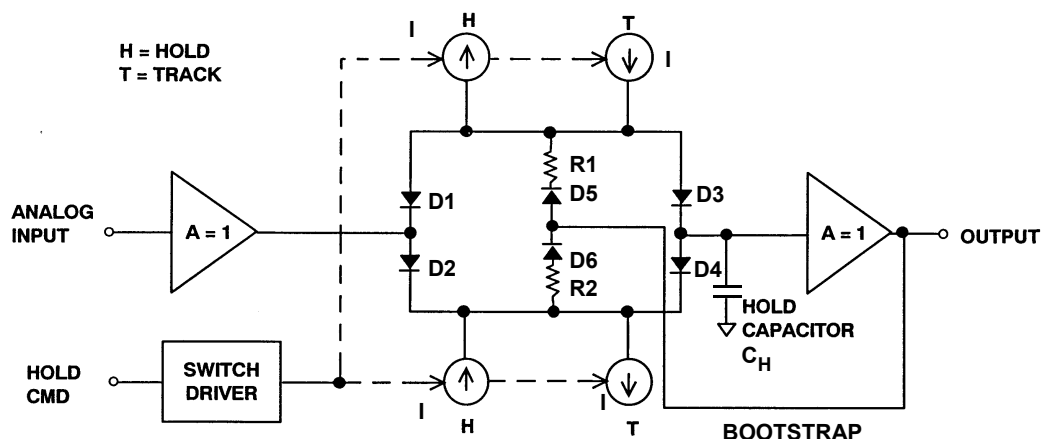 H = HOLD
T = TRACK
I
H
T
I
R1
D5
D1
D3
ANALOG
INPUT
A = 1
A = 1
OUTPUT
D2
D6
R2
D4
HOLD
CAPACITOR
CH
HOLD
CMD
SWITCH
DRIVER
I
H
I
T
BOOTSTRAP